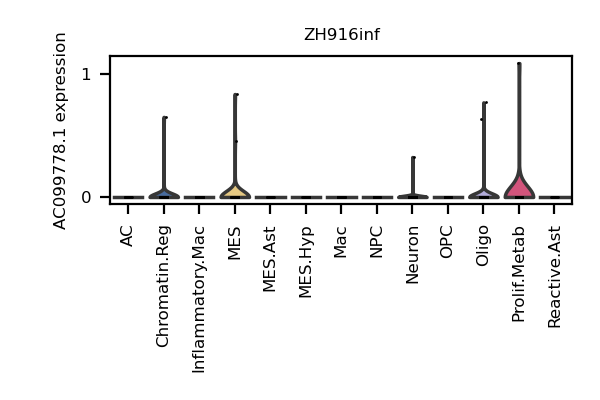 ZH916inf
AC099778.1 expression
1
0
AC
Chromatin.Reg
Inflammatory.Mac
MES
MES.Ast
MES.Hyp
Mac
NPC
Neuron
OPC
Oligo
Prolif.Metab
Reactive.Ast